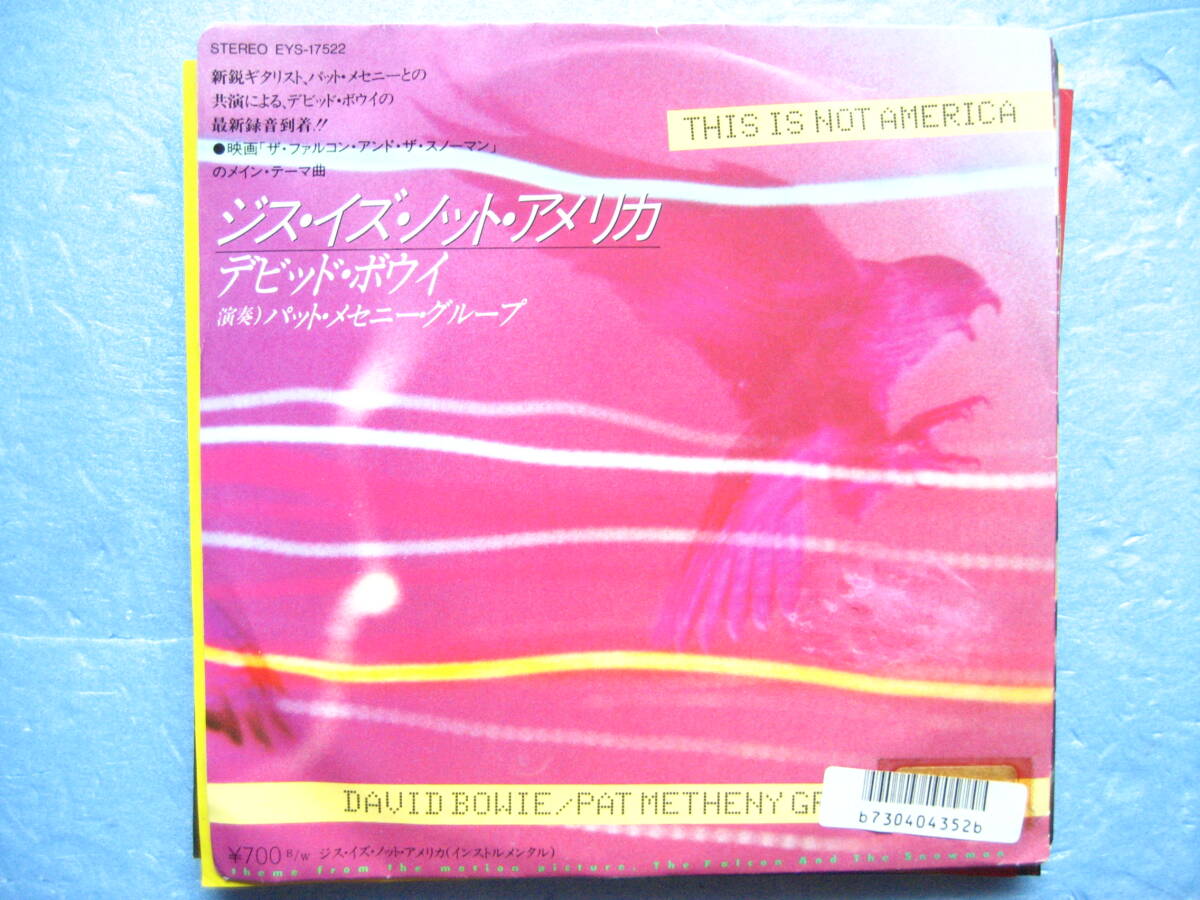 STEREO EYS-17522
新鋭ギタリスト、パット・メセニーとの
共演による、デビッド・ボウイの
最新録音到着!!
●映画「ザ・ファルコン・アンド・ザ・スノーマン」
のメイン・テーマ曲
THIS IS NOT AMERICA
ジス・イズ・ノット・アメリカ
デビッド・ボウイ
演奏)パット・メセニー・グループ
DAVID BOWIE/PAT METHENY
b730404352b
¥700 B/W ジス・イズ・ノット・アメリカ(インストルメンタル)
theme from the motion picture, The Falcon And The Snowman